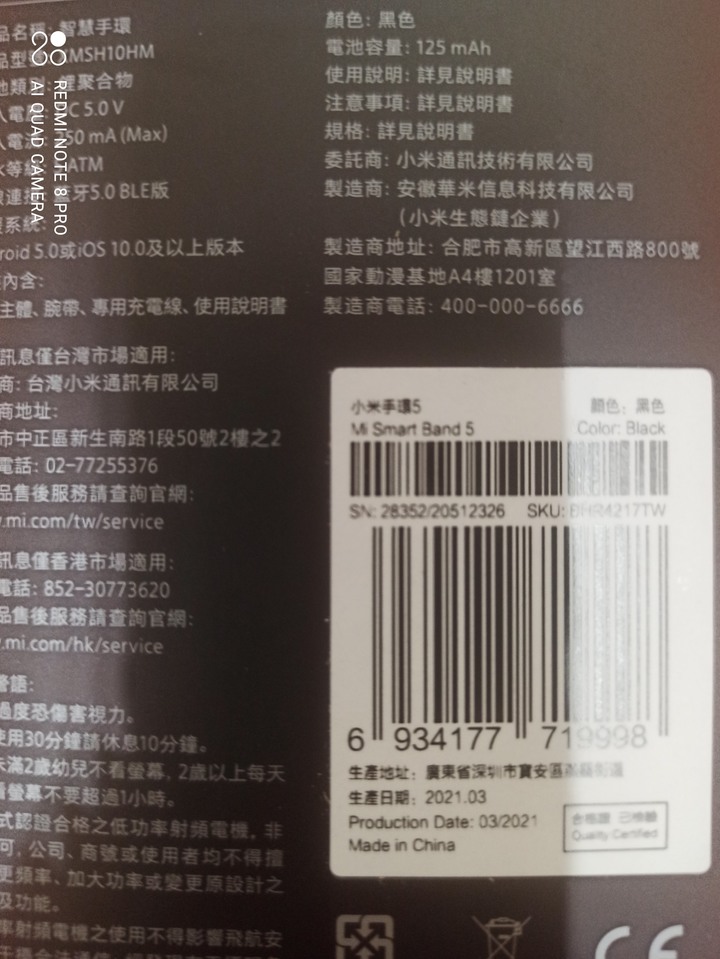 智慧手環
MSH10HM
聚合物
5.0 V
250 mA (Max)
ATM
牙5.0 BLE版
系統:
roid 5.0或iOS 10.0及以上版本
內含:
主體、腕帶、專用充電線、使用說明書
訊息僅台灣市場適用:
商: 台灣小米通訊有限公司
商地址:
市中正區新生南路1段50號2樓之2
電話: 02-77255376
品售後服務請查詢官網:
.mi.com/tw/service
訊息僅香港市場適用:
電話: 852-30773620
品售後服務請查詢官網:
.mi.com/hk/service
警語:
過度恐傷害視力。
使用30分鐘請休息10分鐘。
未滿2歲幼兒不看螢幕, 2歲以上每天
看螢幕不要超過1小時。
式認證合格之低功率射頻電機, 非
可, 公司、商號或使用者均不得擅
更頻率、加大功率或變更原設計之
及功能。
率射頻電機之使用不得影響飛航安
顏色: 黑色
電池容量: 125 mAh
使用說明: 詳見說明書
注意事項: 詳見說明書
規格: 詳見說明書
委託商: 小米通訊技術有限公司
製造商: 安徽華米信息科技有限公司
(小米生態鏈企業)
製造商地址: 合肥市高新區望江西路800號
國家動漫基地A4樓1201室
製造商電話: 400-000-6666
小米手環5
Mi Smart Band 5
顏色: 黑色
Color: Black
SN: 28352/20512326 SKU: BHR4217TW
6 934177 719998
生產地址: 廣東省深圳市寶安區
生產日期: 2021.03
Production Date: 03/2021
Made in China
合格證 已檢驗
Quality Certified
CE
REDMI NOTE 8 PRO
AI QUAD CAMERA